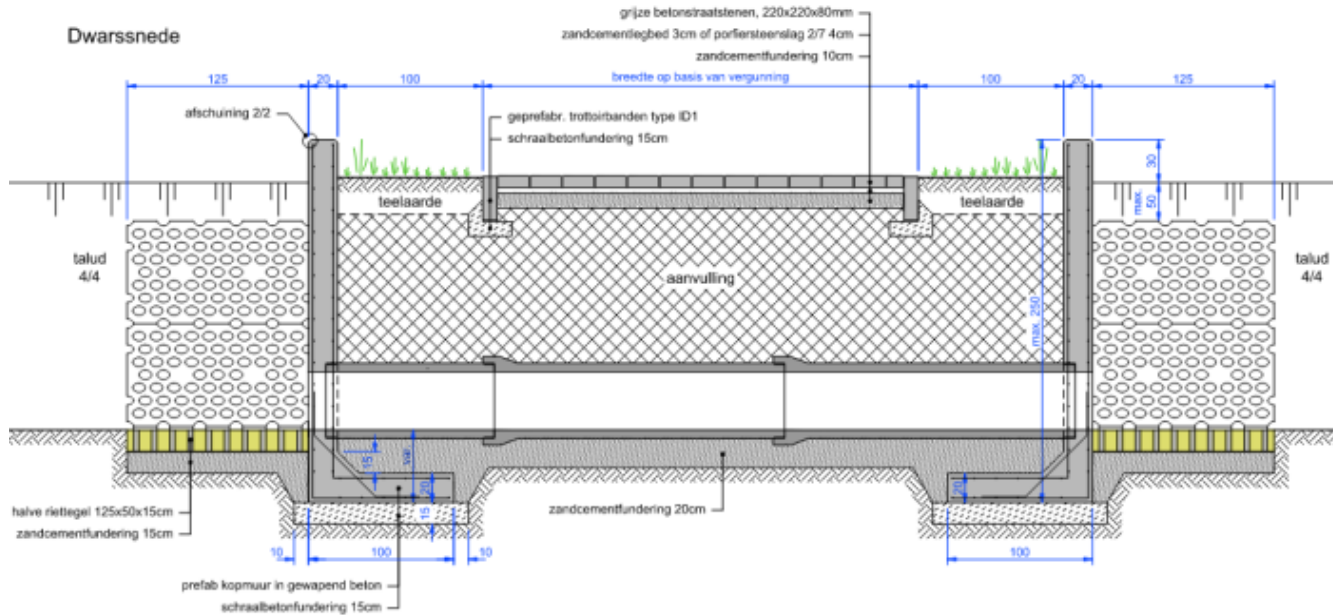 grijze betonstraatstenen, 220x220x80mm
Dwarssnede
zandcementlegbed 3cm of porfiersteenslag 2/7 4cm
zandcementfundering 10cm
125
20
100
breedte op basis van vergunning
100
20
125
afschuining 2/2
geprefabr. trottoirbanden type ID1
schraalbetonfundering 15cm
30
teelaarde
teelaarde
max.
50
talud
4/4
aanvulling
talud
4/4
max. 250
15
20
20
15
halve riettegel 125x50x15cm
zandcementfundering 15cm
zandcementfundering 20cm
10
100
10
100
prefab kopmuur in gewapend beton
schraalbetonfundering 15cm